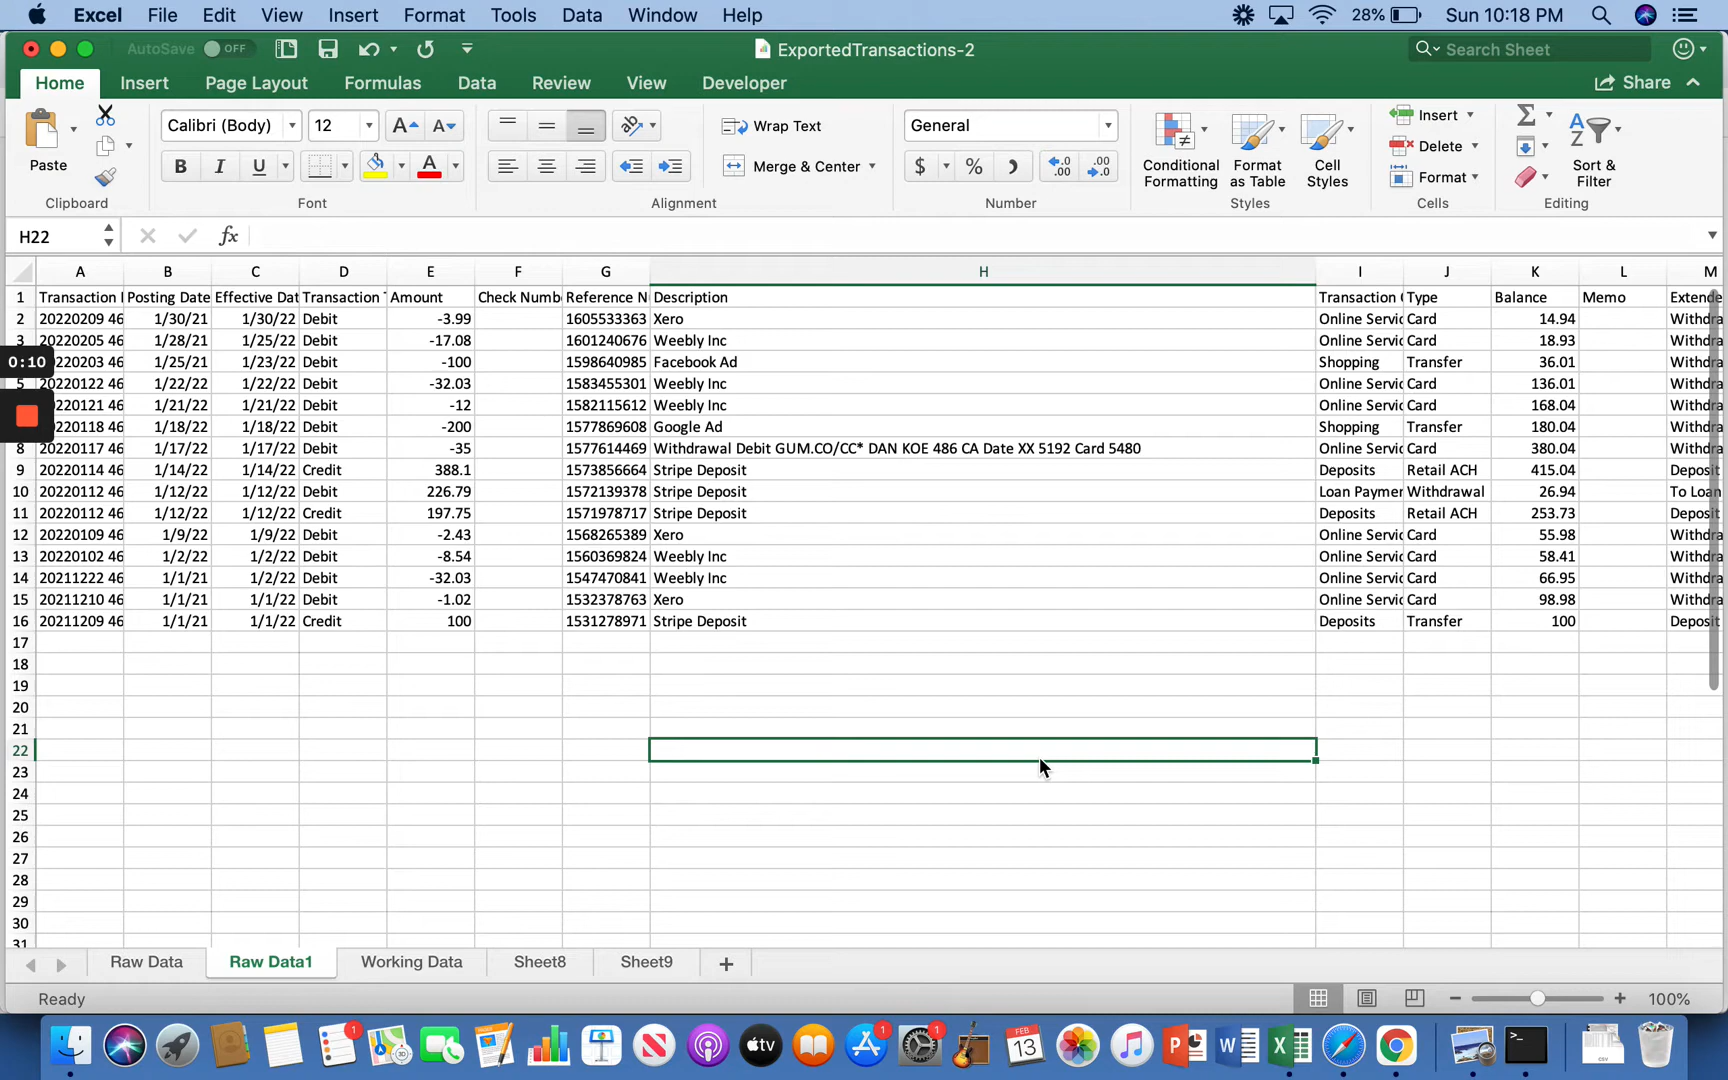 Excel File Edit View Insert Format Tools Data Window Help 28% Sun 10:18 PM
AutoSave OFF ExportedTransactions-2 Search Sheet
Home Insert Page Layout Formulas Data Review View Developer Share
Calibri (Body) 12 Wrap Text General Insert
Paste B I U Merge & Center $ % Conditional Formatting Format as Table Cell Styles Delete Format Sort & Filter
Clipboard Font Alignment Number Styles Cells Editing
H22 fx
A B C D E F G H I J K L M
1 Transaction Posting Date Effective Dat Transaction Amount Check Numb Reference N Description Transaction Type Balance Memo Extende
2 20220209 46 1/30/21 1/30/22 Debit -3.99 1605533363 Xero Online Servic Card 14.94 Withdra
3 20220205 46 1/28/21 1/25/22 Debit -17.08 1601240676 Weebly Inc Online Servic Card 18.93 Withdra
0:10 20220203 46 1/25/21 1/23/22 Debit -100 1598640985 Facebook Ad Shopping Transfer 36.01 Withdra
5 20220122 46 1/22/22 1/22/22 Debit -32.03 1583455301 Weebly Inc Online Servic Card 136.01 Withdra
20220121 46 1/21/22 1/21/22 Debit -12 1582115612 Weebly Inc Online Servic Card 168.04 Withdra
20220118 46 1/18/22 1/18/22 Debit -200 1577869608 Google Ad Shopping Transfer 180.04 Withdra
8 20220117 46 1/17/22 1/17/22 Debit -35 1577614469 Withdrawal Debit GUM.CO/CC* DAN KOE 486 CA Date XX 5192 Card 5480 Online Servic Card 380.04 Withdra
9 20220114 46 1/14/22 1/14/22 Credit 388.1 1573856664 Stripe Deposit Deposits Retail ACH 415.04 Deposit
10 20220112 46 1/12/22 1/12/22 Debit 226.79 1572139378 Stripe Deposit Loan Paymer Withdrawal 26.94 To Loan
11 20220112 46 1/12/22 1/12/22 Credit 197.75 1571978717 Stripe Deposit Deposits Retail ACH 253.73 Deposit
12 20220109 46 1/9/22 1/9/22 Debit -2.43 1568265389 Xero Online Servic Card 55.98 Withdra
13 20220102 46 1/2/22 1/2/22 Debit -8.54 1560369824 Weebly Inc Online Servic Card 58.41 Withdra
14 20211222 46 1/1/21 1/2/22 Debit -32.03 1547470841 Weebly Inc Online Servic Card 66.95 Withdra
15 20211210 46 1/1/21 1/1/22 Debit -1.02 1532378763 Xero Online Servic Card 98.98 Withdra
16 20211209 46 1/1/21 1/1/22 Credit 100 1531278971 Stripe Deposit Deposits Transfer 100 Deposit
17
18
19
20
21
22
23
24
25
26
27
28
29
30
31
Raw Data Raw Data1 Working Data Sheet8 Sheet9 +
Ready 100%
1 tv 1 1 FEB 13 P W X CSV